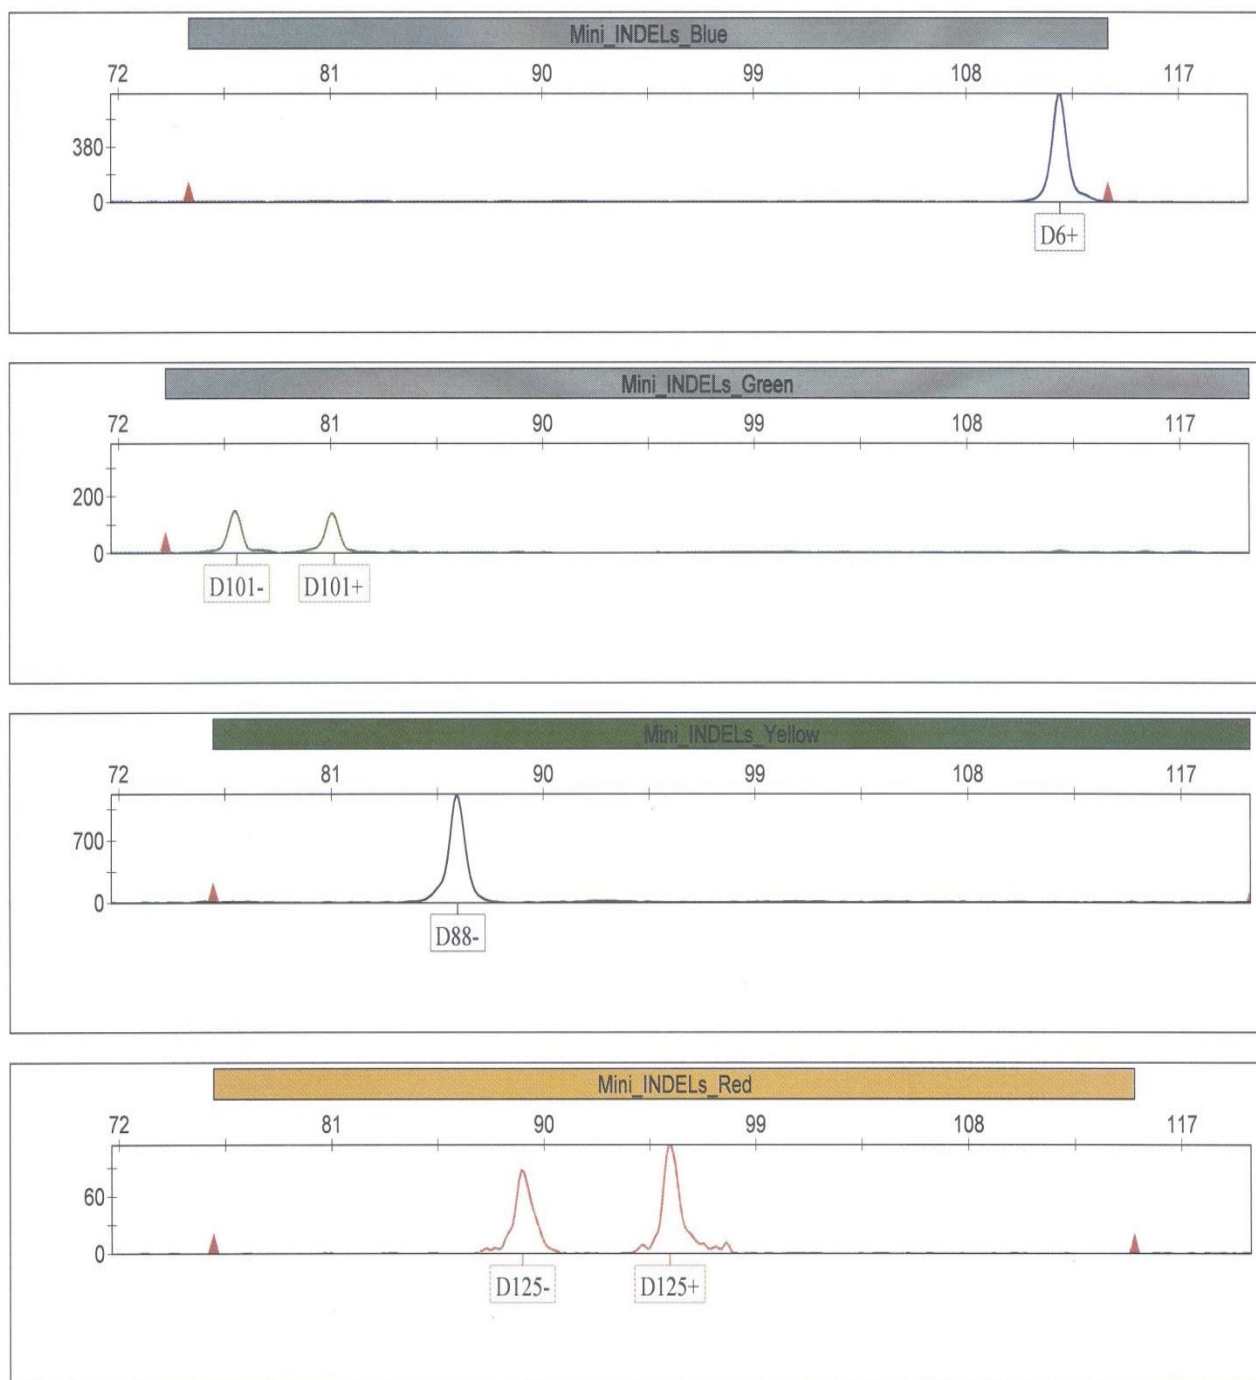 Mini_INDELs_Blue
72 81 90 99 108 117
380
0
D6+
Mini_INDELs_Green
72 81 90 99 108 117
200
0
D101- D101+
Mini_INDELs_Yellow
72 81 90 99 108 117
700
0
D88-
Mini_INDELs_Red
72 81 90 99 108 117
60
0
D125- D125+